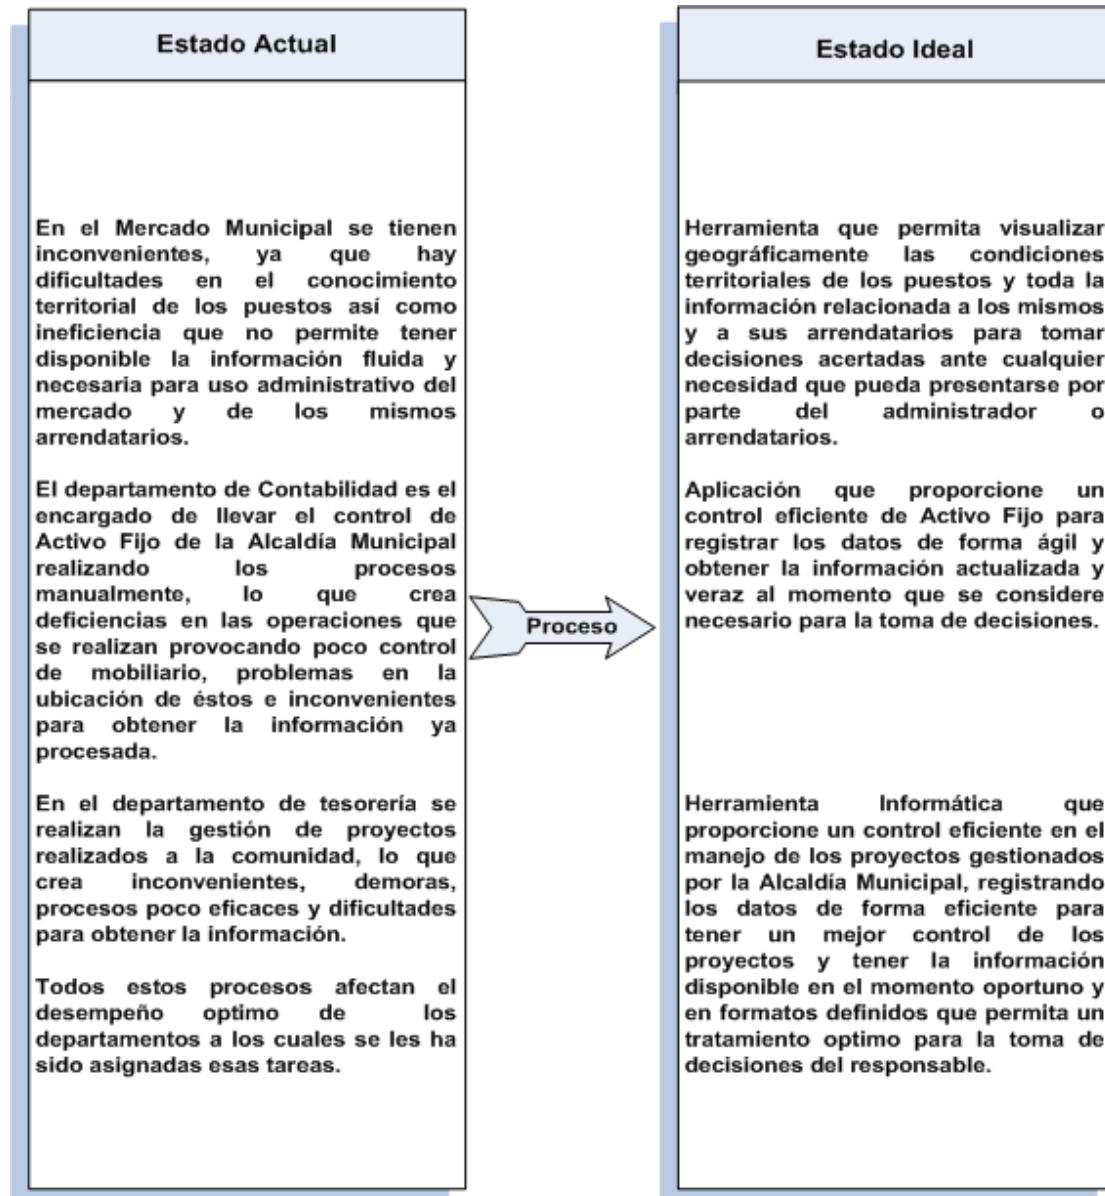 Estado Actual
En el Mercado Municipal se tienen
inconvenientes, ya que hay
dificultades en el conocimiento
territorial de los puestos así como
ineficiencia que no permite tener
disponible la información fluida y
necesaria para uso administrativo del
mercado y de los mismos
arrendatarios.
El departamento de Contabilidad es el
encargado de llevar el control de
Activo Fijo de la Alcaldía Municipal
realizando los procesos
manualmente, lo que crea
deficiencias en las operaciones que
se realizan provocando poco control
de mobiliario, problemas en la
ubicación de éstos e inconvenientes
para obtener la información ya
procesada.
En el departamento de tesorería se
realizan la gestión de proyectos
realizados a la comunidad, lo que
crea inconvenientes, demoras,
procesos poco eficaces y dificultades
para obtener la información.
Todos estos procesos afectan el
desempeño optimo de los
departamentos a los cuales se les ha
sido asignadas esas tareas.
Proceso
Estado Ideal
Herramienta que permita visualizar
geográficamente las condiciones
territoriales de los puestos y toda la
información relacionada a los mismos
y a sus arrendatarios para tomar
decisiones acertadas ante cualquier
necesidad que pueda presentarse por
parte del administrador o
arrendatarios.
Aplicación que proporcione un
control eficiente de Activo Fijo para
registrar los datos de forma ágil y
obtener la información actualizada y
veraz al momento que se considere
necesario para la toma de decisiones.
Herramienta Informática que
proporcione un control eficiente en el
manejo de los proyectos gestionados
por la Alcaldía Municipal, registrando
los datos de forma eficiente para
tener un mejor control de los
proyectos y tener la información
disponible en el momento oportuno y
en formatos definidos que permita un
tratamiento optimo para la toma de
decisiones del responsable.